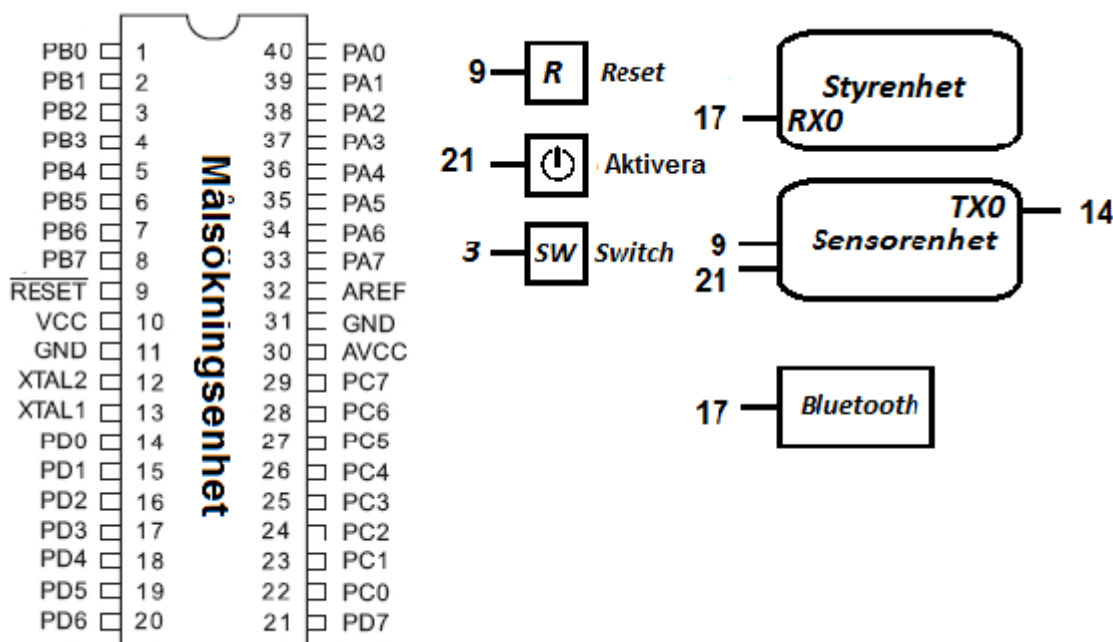 PB0 1 40 PA0
PB1 2 39 PA1
PB2 3 38 PA2
PB3 4 37 PA3
PB4 5 36 PA4
PB5 6 35 PA5
PB6 7 34 PA6
PB7 8 33 PA7
RESET 9 32 AREF
VCC 10 31 GND
GND 11 30 AVCC
XTAL2 12 29 PC7
XTAL1 13 28 PC6
PD0 14 27 PC5
PD1 15 26 PC4
PD2 16 25 PC3
PD3 17 24 PC2
PD4 18 23 PC1
PD5 19 22 PC0
PD6 20 21 PD7
Målsökningsenhet
9 R Reset
21 Aktivera
3 SW Switch
Styrenhet
17 RX0
TX0 14
Sensorenhet
9
21
17 Bluetooth